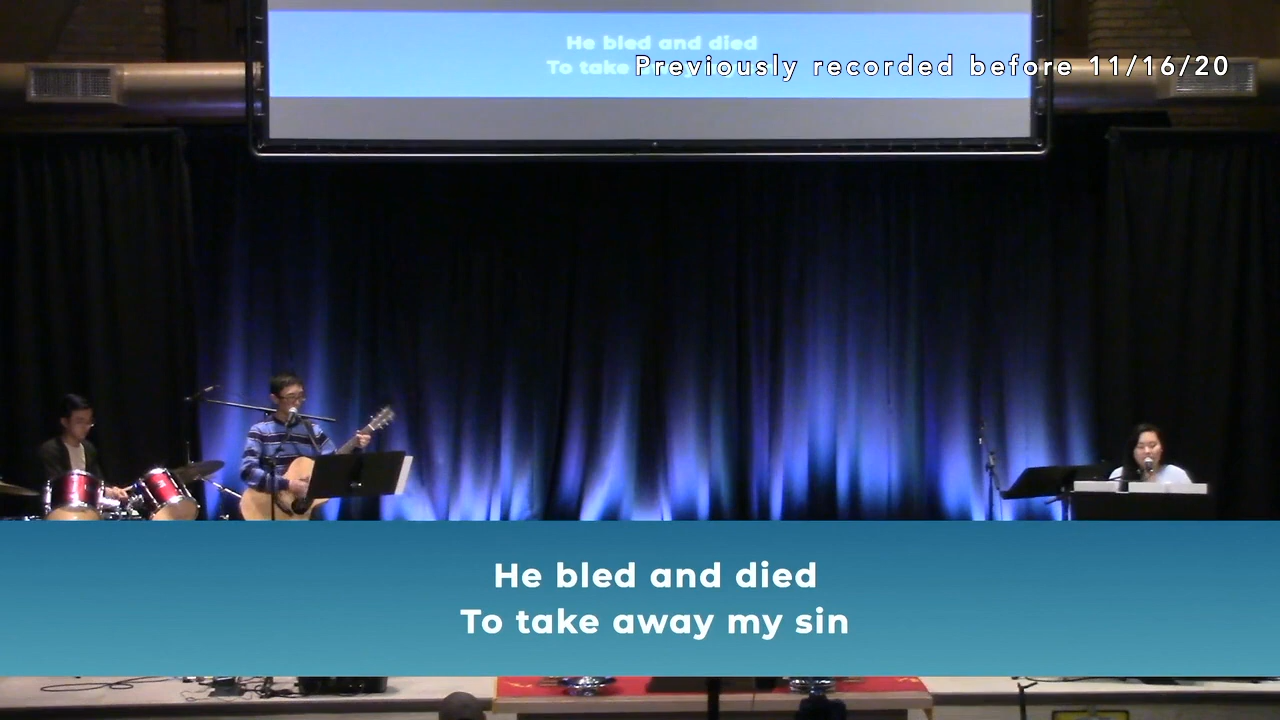 He bled and died
To take
Previously recorded before 11/16/20
He bled and died
To take away my sin